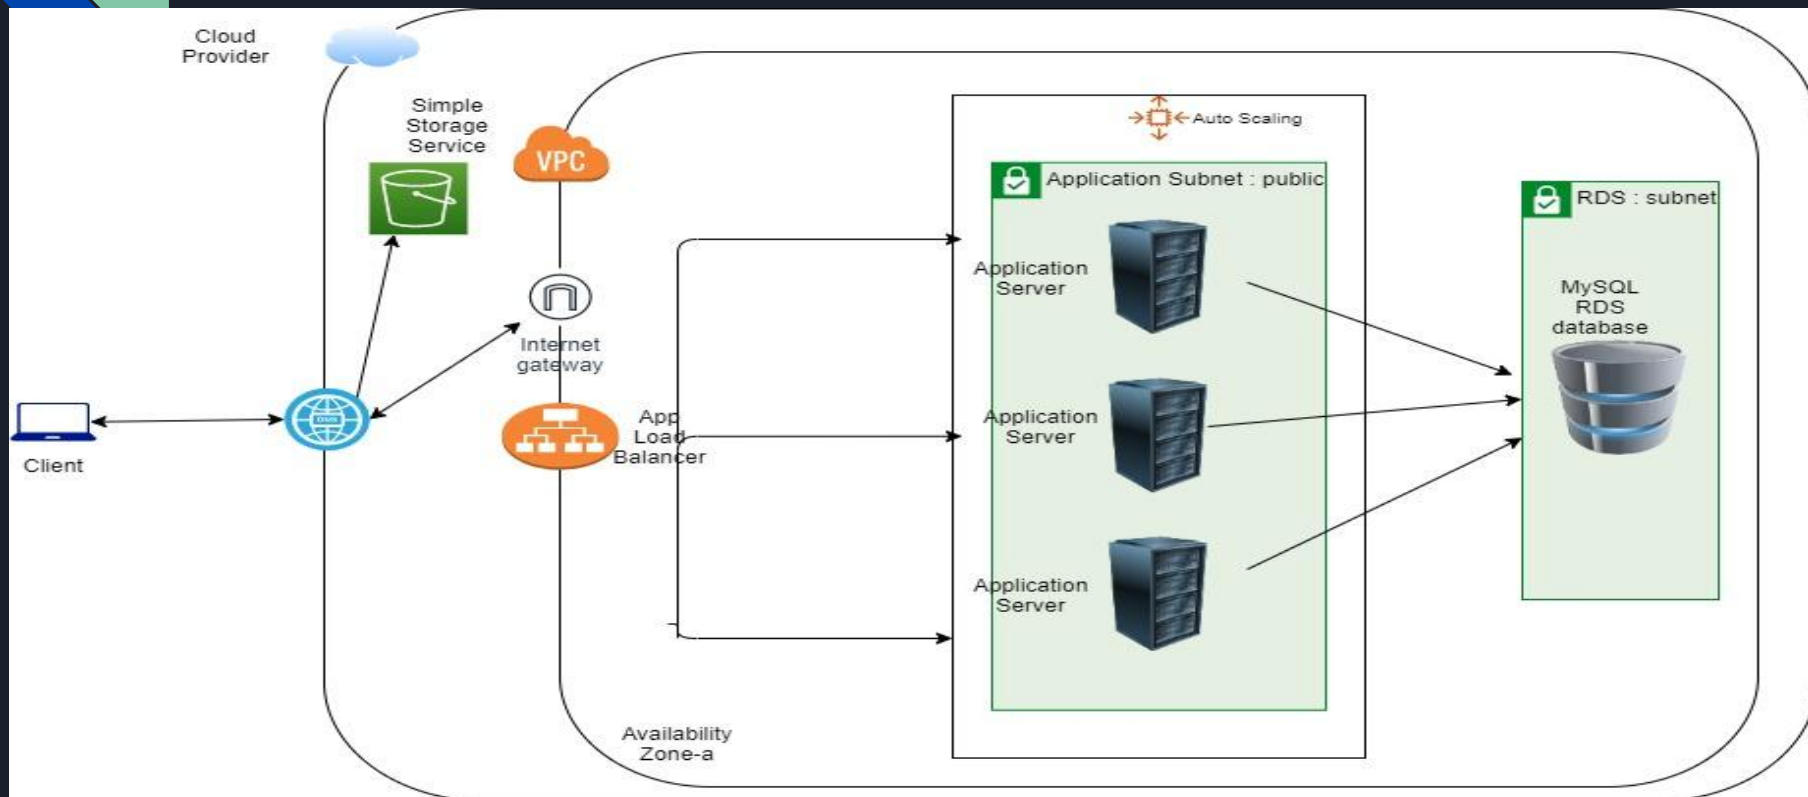 Cloud
Provider
Simple
Storage
Service
VPC
Auto Scaling
Application Subnet : public
RDS : subnet
Application
Server
MySQL
RDS
database
Internet
gateway
DNS
App
Load
Balancer
Application
Server
Client
Application
Server
Availability
Zone-a